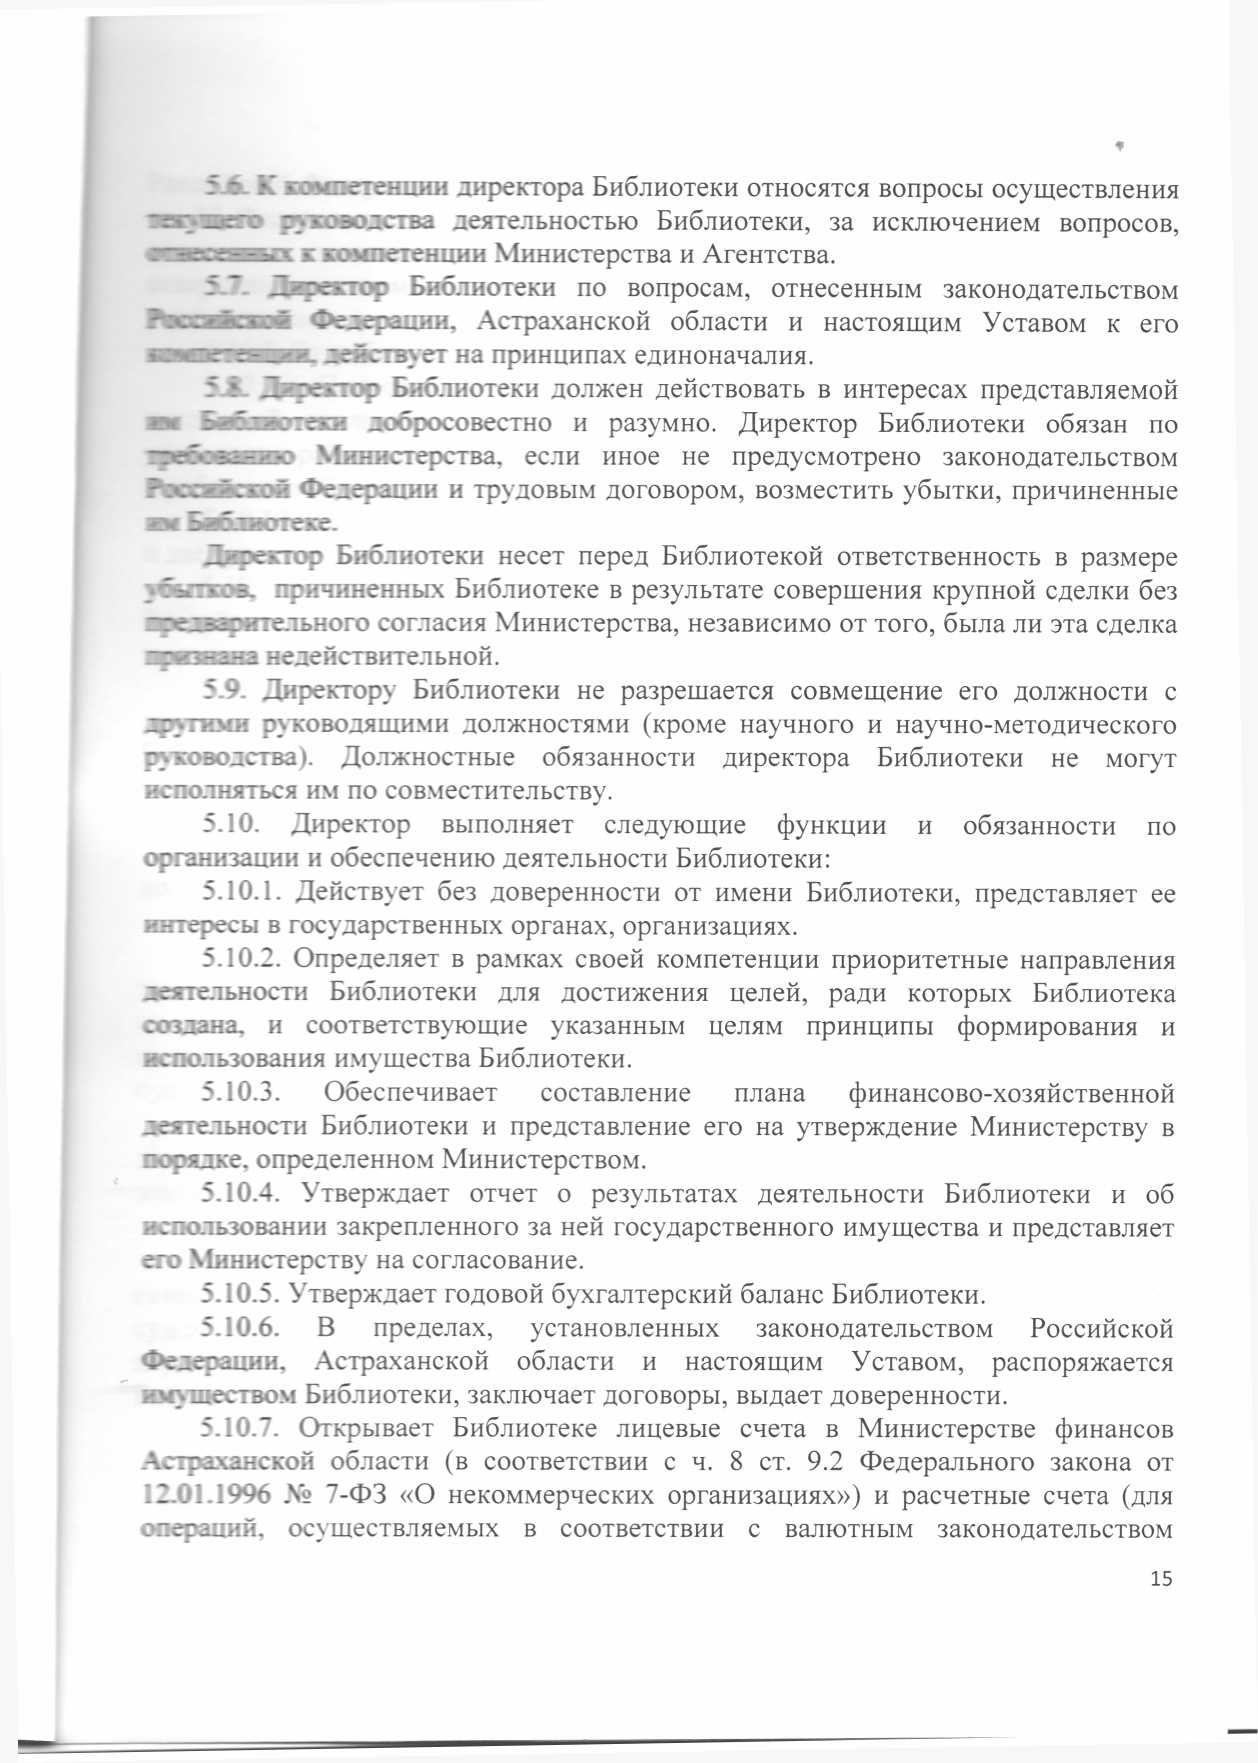 5.6. К компетенции директора Библиотеки относятся вопросы осуществления
текущего руководства деятельностью Библиотеки, за исключением вопросов,
отнесенных к компетенции Министерства и Агентства.
5.7. Директор Библиотеки по вопросам, отнесенным законодательством
Российской Федерации, Астраханской области и настоящим Уставом к его
компетенции, действует на принципах единоначалия.
5.8. Директор Библиотеки должен действовать в интересах представляемой
им Библиотеки добросовестно и разумно. Директор Библиотеки обязан по
требованию Министерства, если иное не предусмотрено законодательством
Российской Федерации и трудовым договором, возместить убытки, причиненные
им Библиотеке.
Директор Библиотеки несет перед Библиотекой ответственность в размере
убытков, причиненных Библиотеке в результате совершения крупной сделки без
предварительного согласия Министерства, независимо от того, была ли эта сделка
признана недействительной.
5.9. Директору Библиотеки не разрешается совмещение его должности с
другими руководящими должностями (кроме научного и научно-методического
руководства). Должностные обязанности директора Библиотеки не могут
исполняться им по совместительству.
5.10. Директор выполняет следующие функции и обязанности по
организации и обеспечению деятельности Библиотеки:
5.10.1. Действует без доверенности от имени Библиотеки, представляет ее
интересы в государственных органах, организациях.
5.10.2. Определяет в рамках своей компетенции приоритетные направления
деятельности Библиотеки для достижения целей, ради которых Библиотека
создана, и соответствующие указанным целям принципы формирования и
использования имущества Библиотеки.
5.10.3. Обеспечивает составление плана финансово-хозяйственной
деятельности Библиотеки и представление его на утверждение Министерству в
порядке, определенном Министерством.
5.10.4. Утверждает отчет о результатах деятельности Библиотеки и об
использовании закрепленного за ней государственного имущества и представляет
его Министерству на согласование.
5.10.5. Утверждает годовой бухгалтерский баланс Библиотеки.
5.10.6. В пределах, установленных законодательством Российской
Федерации, Астраханской области и настоящим Уставом, распоряжается
имуществом Библиотеки, заключает договоры, выдает доверенности.
5.10.7. Открывает Библиотеке лицевые счета в Министерстве финансов
Астраханской области (в соответствии с ч. 8 ст. 9.2 Федерального закона от
12.01.1996 № 7-ФЗ «О некоммерческих организациях») и расчетные счета (для
операций, осуществляемых в соответствии с валютным законодательством
15